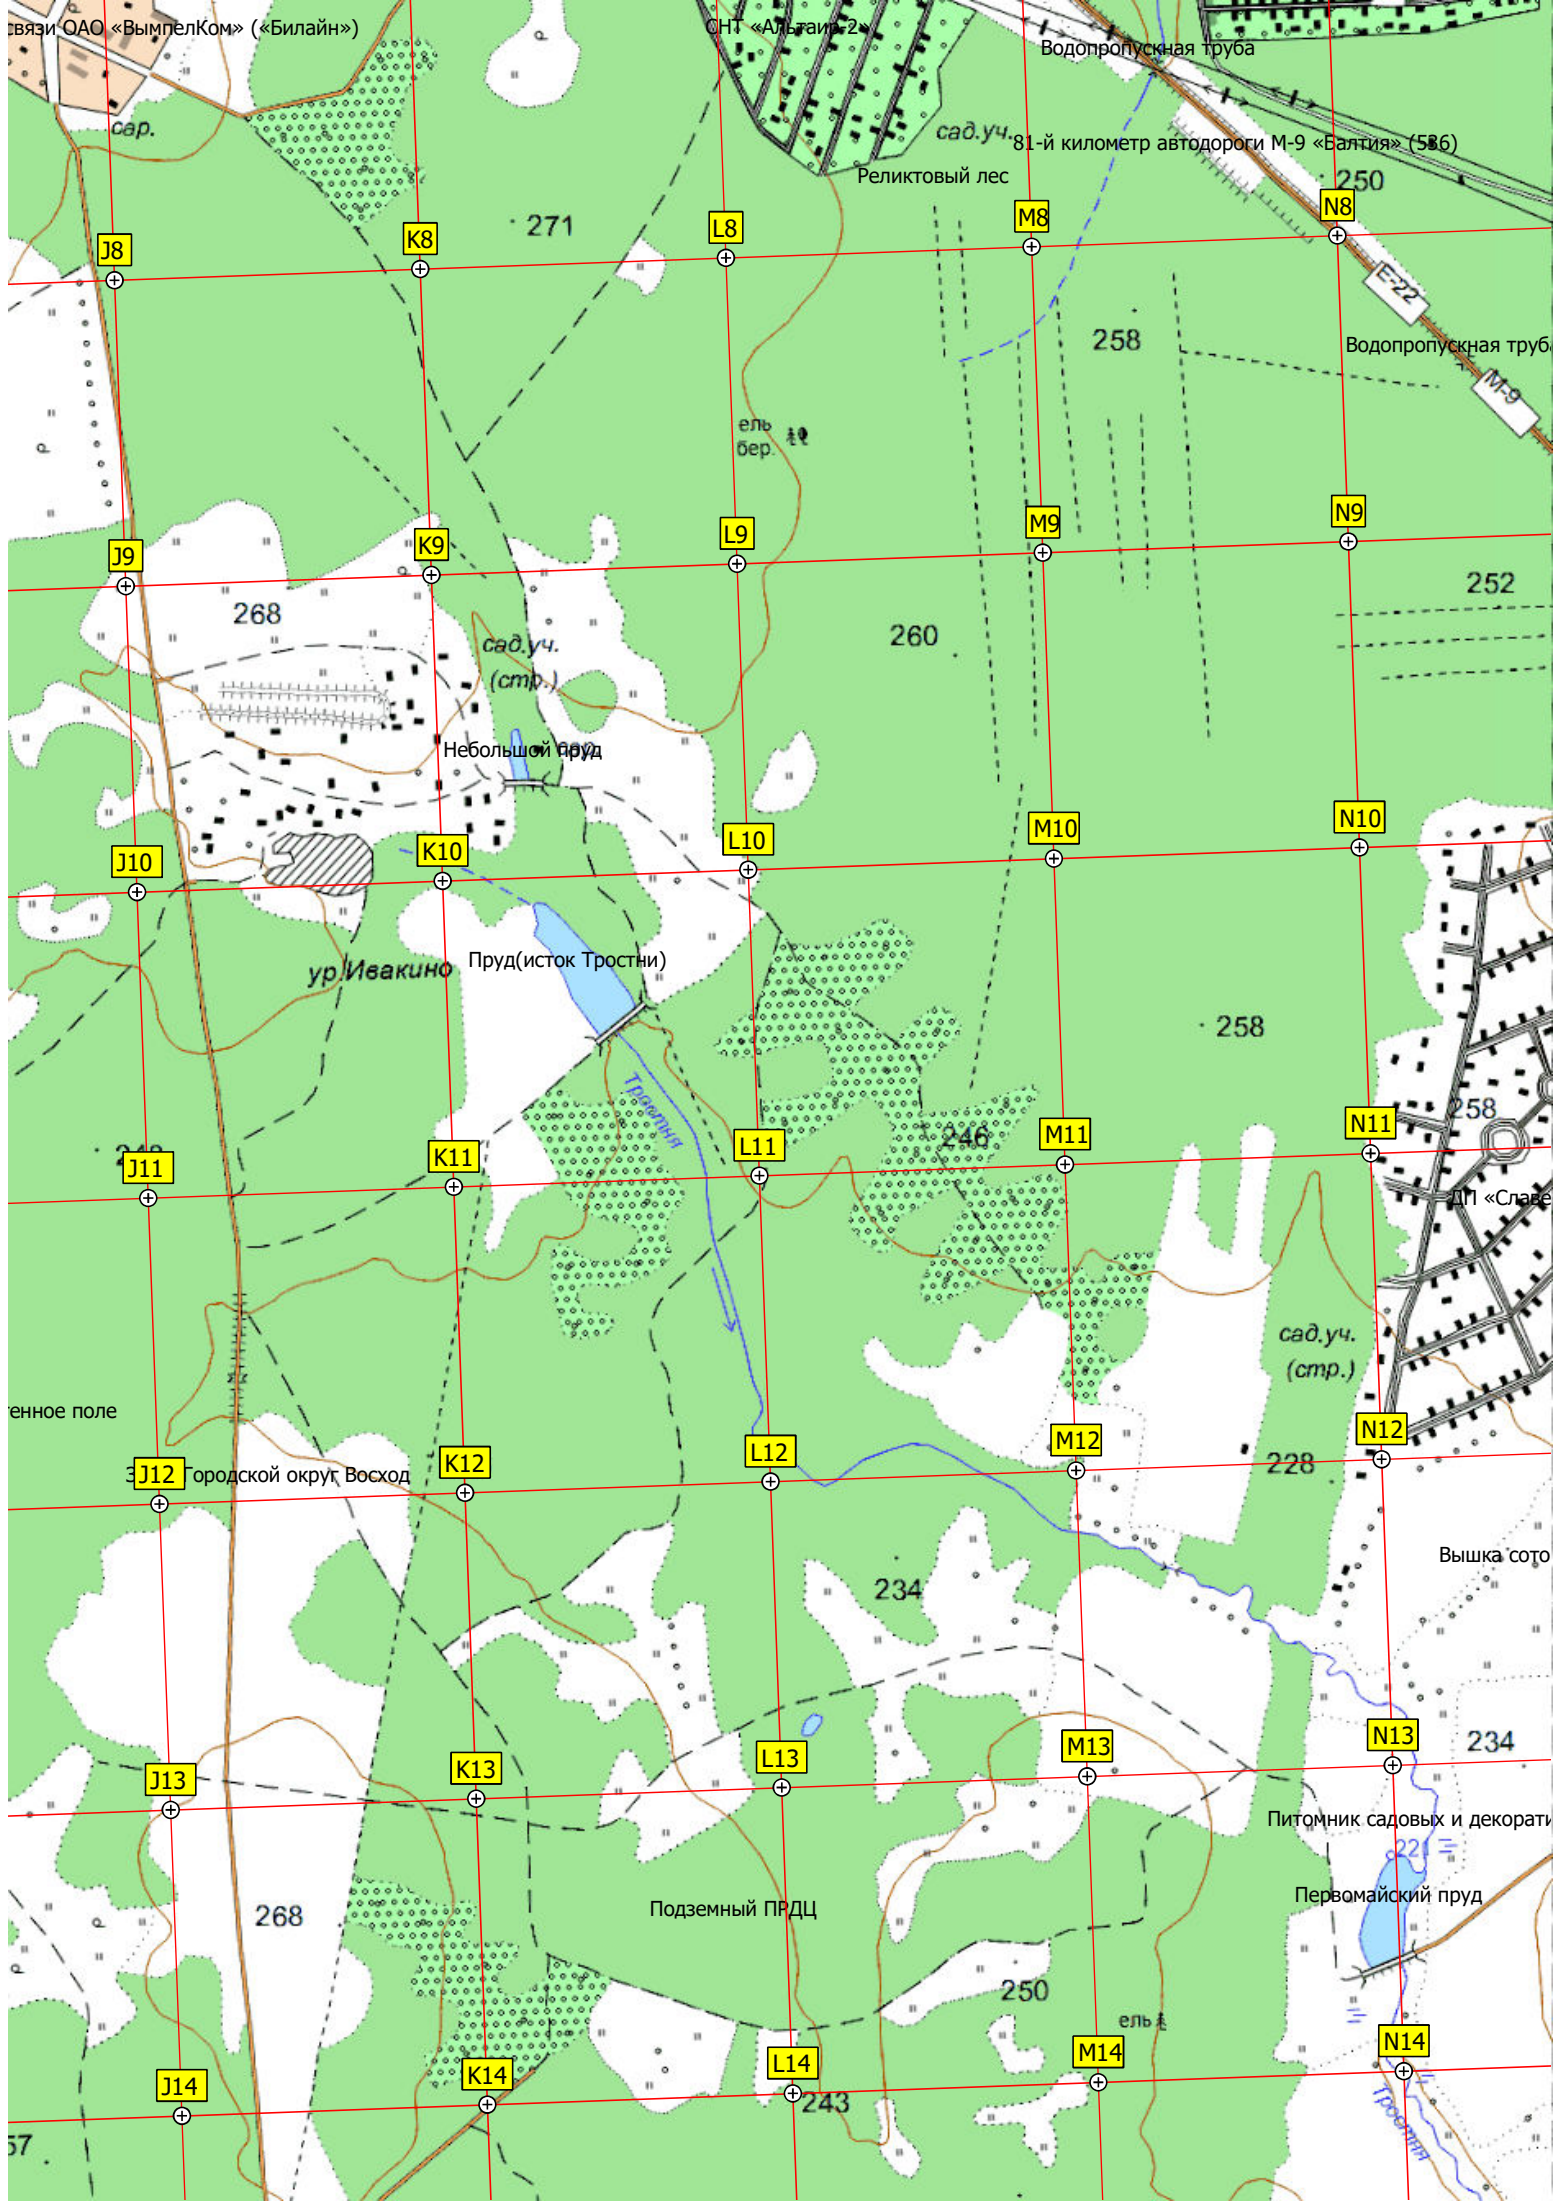 связи ОАО «ВымпелКом» («Билайн»)
СНТ «Альтаир-2»
Водопропускная труба
сар.
сад.уч.
81-й километр автодороги М-9 «Балтия» (536)
Реликтовый лес
250
271
J8
K8
L8
M8
N8
E-22
258
Водопропускная труба
М-9
ель
бер.
J9
K9
L9
M9
N9
268
252
260
сад.уч.
(стр.)
Небольшой пруд
сар.
J10
K10
L10
M10
N10
ур.Ивакино
Пруд(исток Тростни)
258
Тростня
246
258
J11
K11
L11
M11
N11
ДП «Славе
сад.уч.
(стр.)
генное поле
Городской округ Восход
J12
K12
L12
M12
N12
228
Вышка сото
234
J13
K13
L13
M13
N13
234
Питомник садовых и декорати
221
268
Подземный ПРДЦ
Первомайский пруд
250
ель
J14
K14
L14
M14
N14
243
Тростня
57